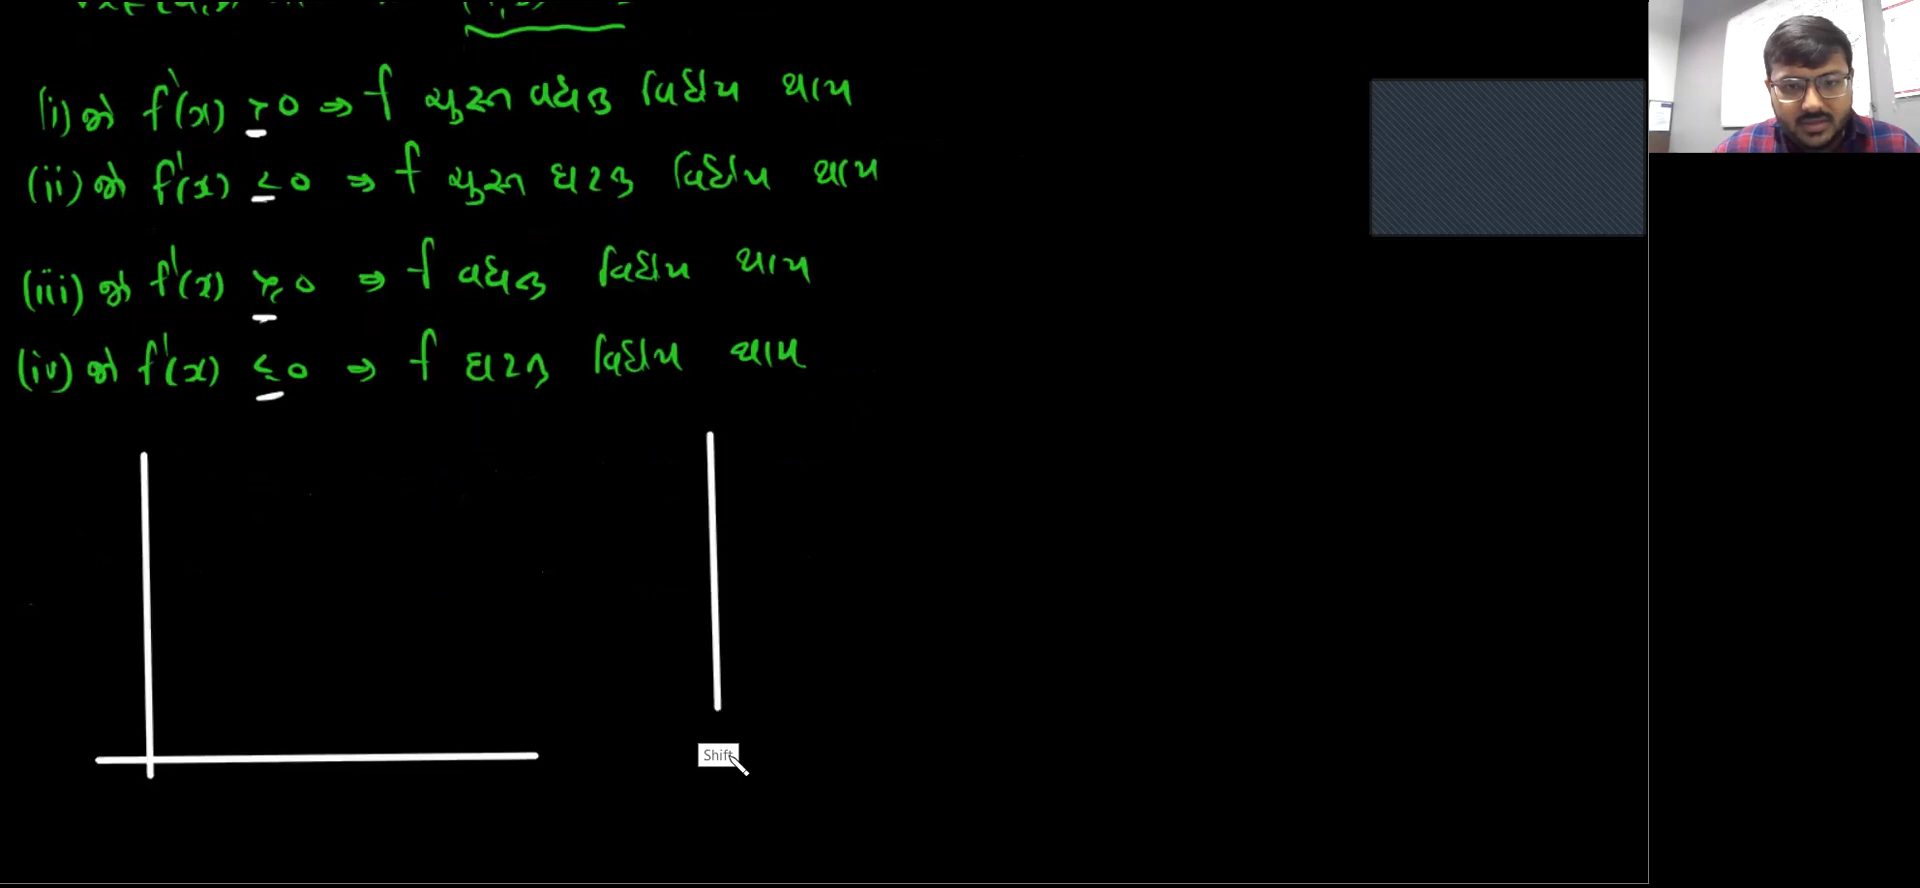 (i) જો f'(x) > 0 ⇒ f ચુસ્ત વધતું વિધેય થાય
(ii) જો f'(x) < 0 ⇒ f ચુસ્ત ઘટતું વિધેય થાય
(iii) જો f'(x) ≥ 0 ⇒ f વધતું વિધેય થાય
(iv) જો f'(x) ≤ 0 ⇒ f ઘટતું વિધેય થાય
Shift